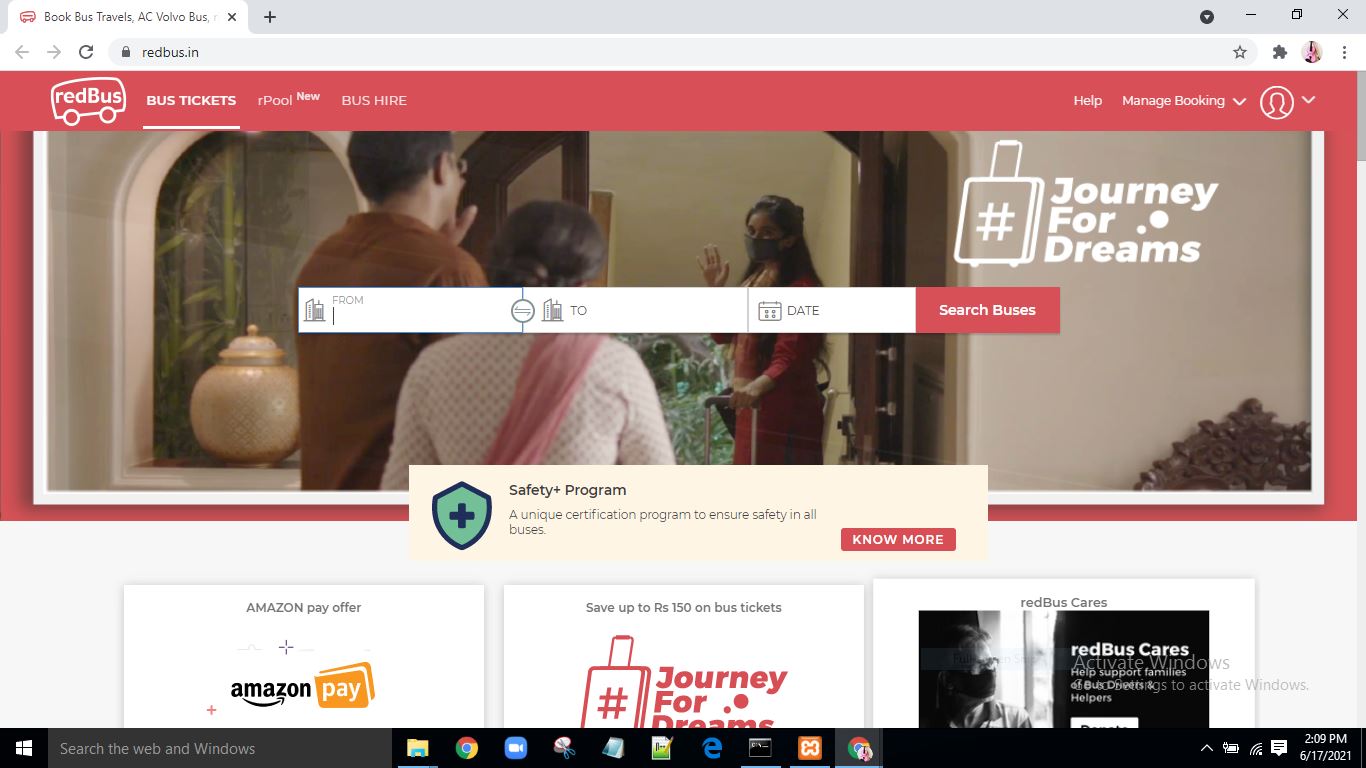 Book Bus Travels, AC Volvo Bus, r
redbus.in
redBus
BUS TICKETS
rPool New
BUS HIRE
Help
Manage Booking
# Journey
For
Dreams
FROM
TO
DATE
Search Buses
Safety+ Program
A unique certification program to ensure safety in all
buses.
KNOW MORE
AMAZON pay offer
amazon pay
Save up to Rs 150 on bus tickets
# Journey
For
Dreams
redBus Cares
redBus Cares
Help support families
of Bus Drivers &
Helpers
Donate
Activate Windows
Go to Settings to activate Windows.
Search the web and Windows
2:09 PM
6/17/2021